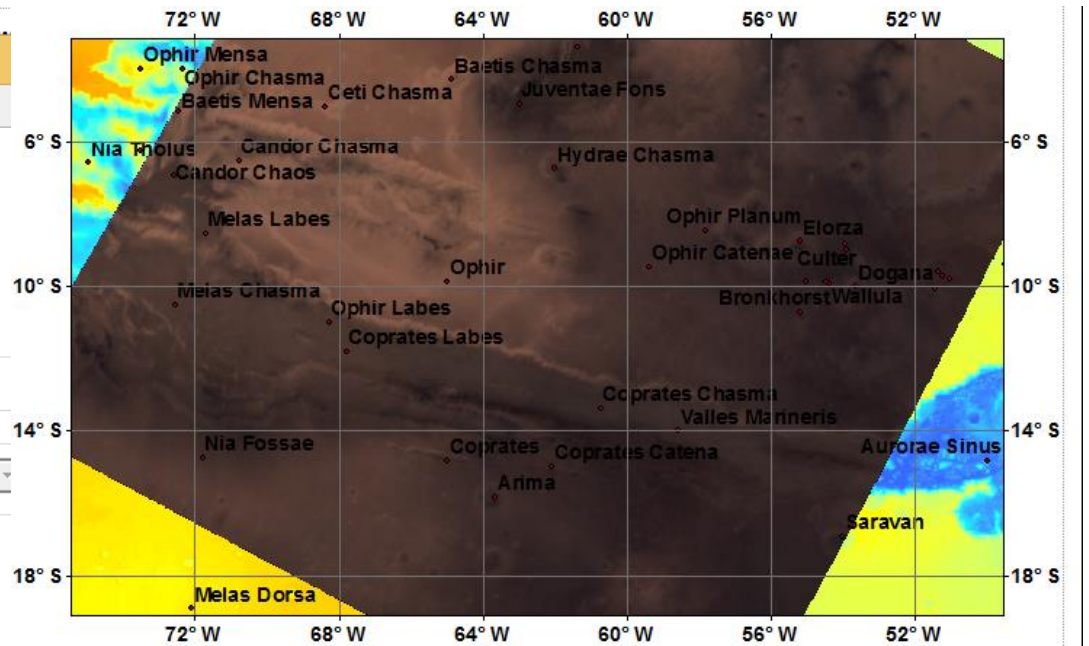 72° W 68° W 64° W 60° W 56° W 52° W
Ophir Mensa
Baetis Chasma
Ophir Chasma
Ceti Chasma
Juventae Fons
Baetis Mensa
6° S
6° S
Nia Tholus
Candor Chasma
Hydrae Chasma
Candor Chaos
Melas Labes
Ophir Planum
Elorza
Ophir Catenae
Culter
Ophir
Dogana
10° S
10° S
Melas Chasma
Bronkhorst
Wallula
Ophir Labes
Coprates Labes
Coprates Chasma
Valles Marineris
14° S
14° S
Nia Fossae
Coprates
Coprates Catena
Aurorae Sinus
Arima
Saravan
18° S
18° S
Melas Dorsa
72° W 68° W 64° W 60° W 56° W 52° W